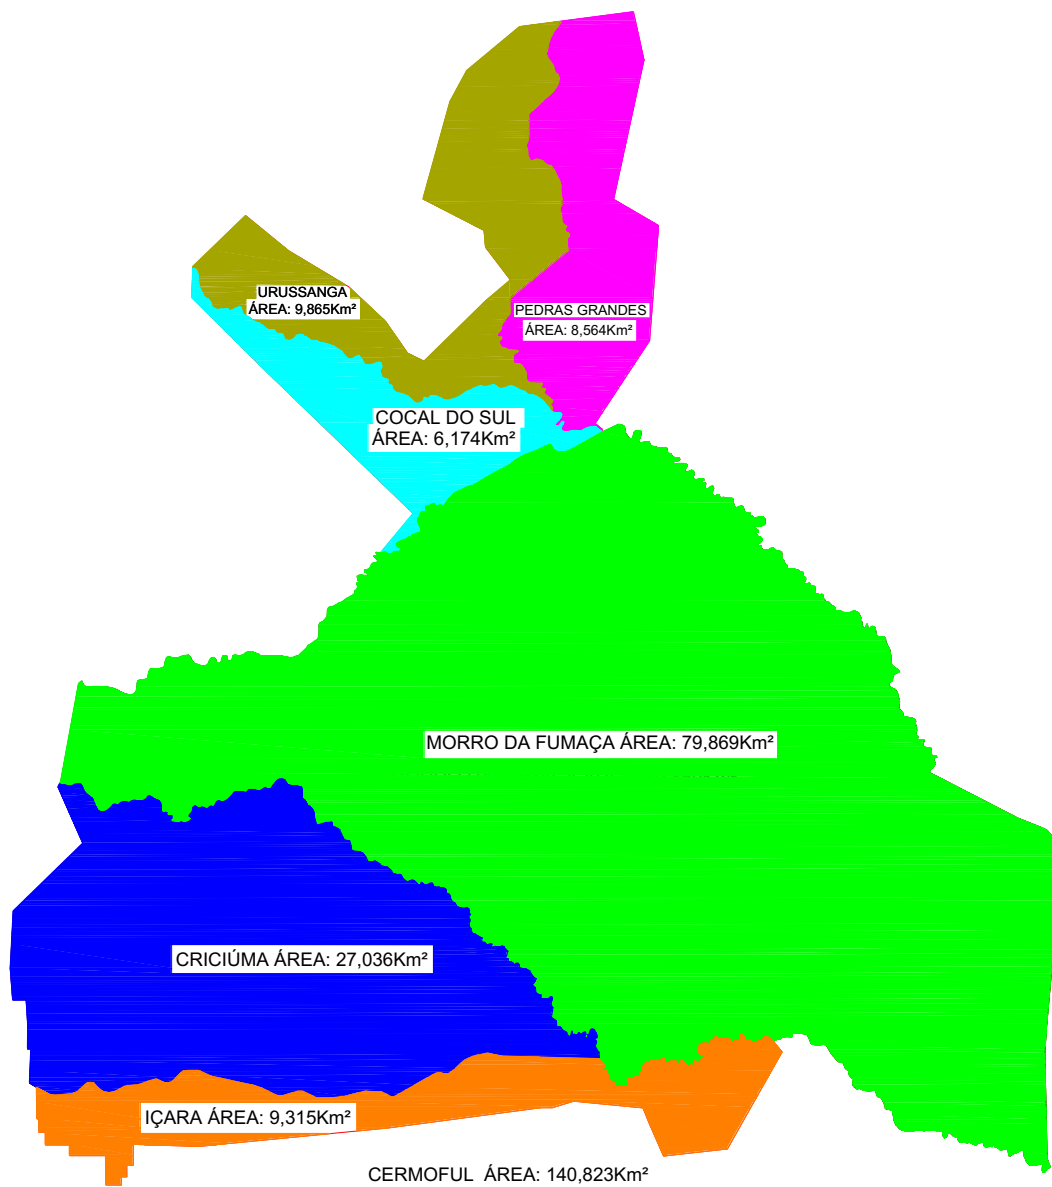 URUSSANGA
ÁREA: 9,865Km²
PEDRAS GRANDES
ÁREA: 8,564Km²
COCAL DO SUL
ÁREA: 6,174Km²
MORRO DA FUMAÇA ÁREA: 79,869Km²
CRICIÚMA ÁREA: 27,036Km²
IÇARA ÁREA: 9,315Km²
CERMOFUL ÁREA: 140,823Km²